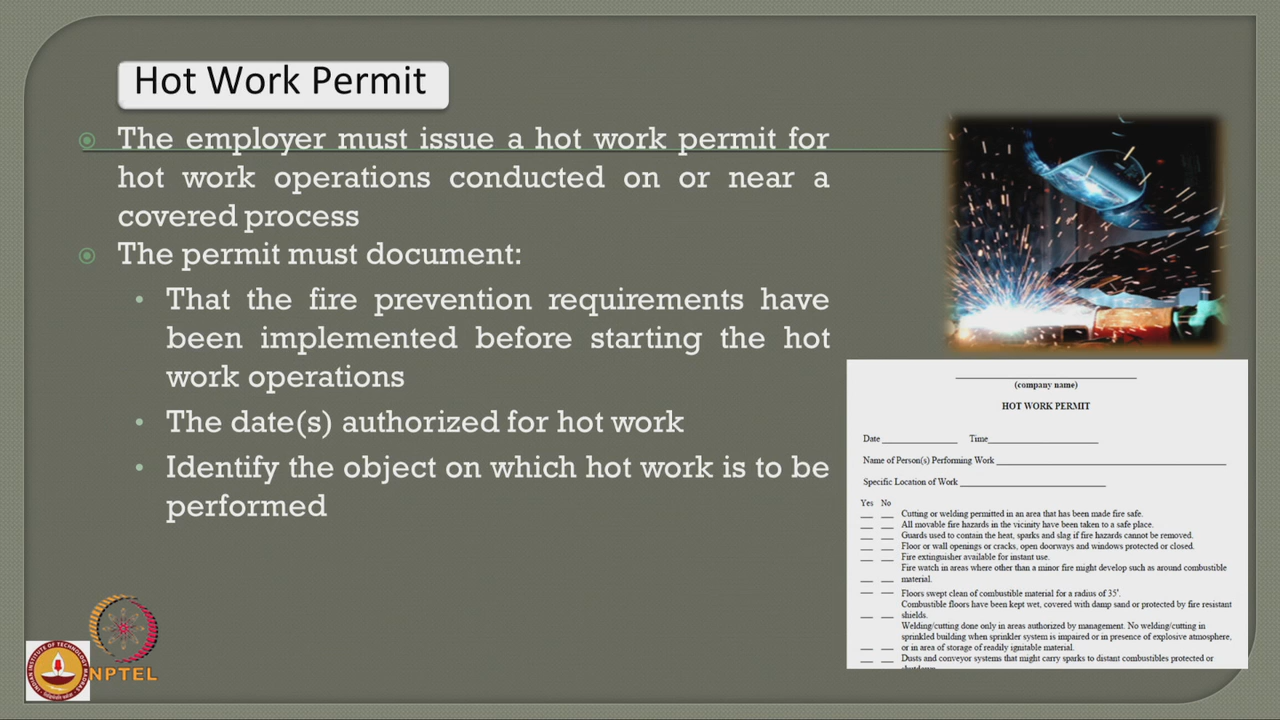 Hot Work Permit
The employer must issue a hot work permit for
hot work operations conducted on or near a
covered process
The permit must document:
That the fire prevention requirements have
been implemented before starting the hot
work operations
The date(s) authorized for hot work
Identify the object on which hot work is to be
performed
(company name)
HOT WORK PERMIT
Date Time
Name of Person(s) Performing Work
Specific Location of Work
Yes No
Cutting or welding permitted in an area that has been made fire safe.
All movable fire hazards in the vicinity have been taken to a safe place.
Guards used to contain the heat, sparks and slag if fire hazards cannot be removed.
Floor or wall openings or cracks, open doorways and windows protected or closed.
Fire extinguisher available for instant use.
Fire watch in areas where other than a minor fire might develop such as around combustible
material.
Floors swept clean of combustible material for a radius of 35'.
Combustible floors have been kept wet, covered with damp sand or protected by fire resistant
shields.
Welding/cutting done only in areas authorized by management. No welding/cutting in
sprinkled building when sprinkler system is impaired or in presence of explosive atmosphere,
or in area of storage of readily ignitable material.
Dusts and conveyor systems that might carry sparks to distant combustibles protected or
NPTEL